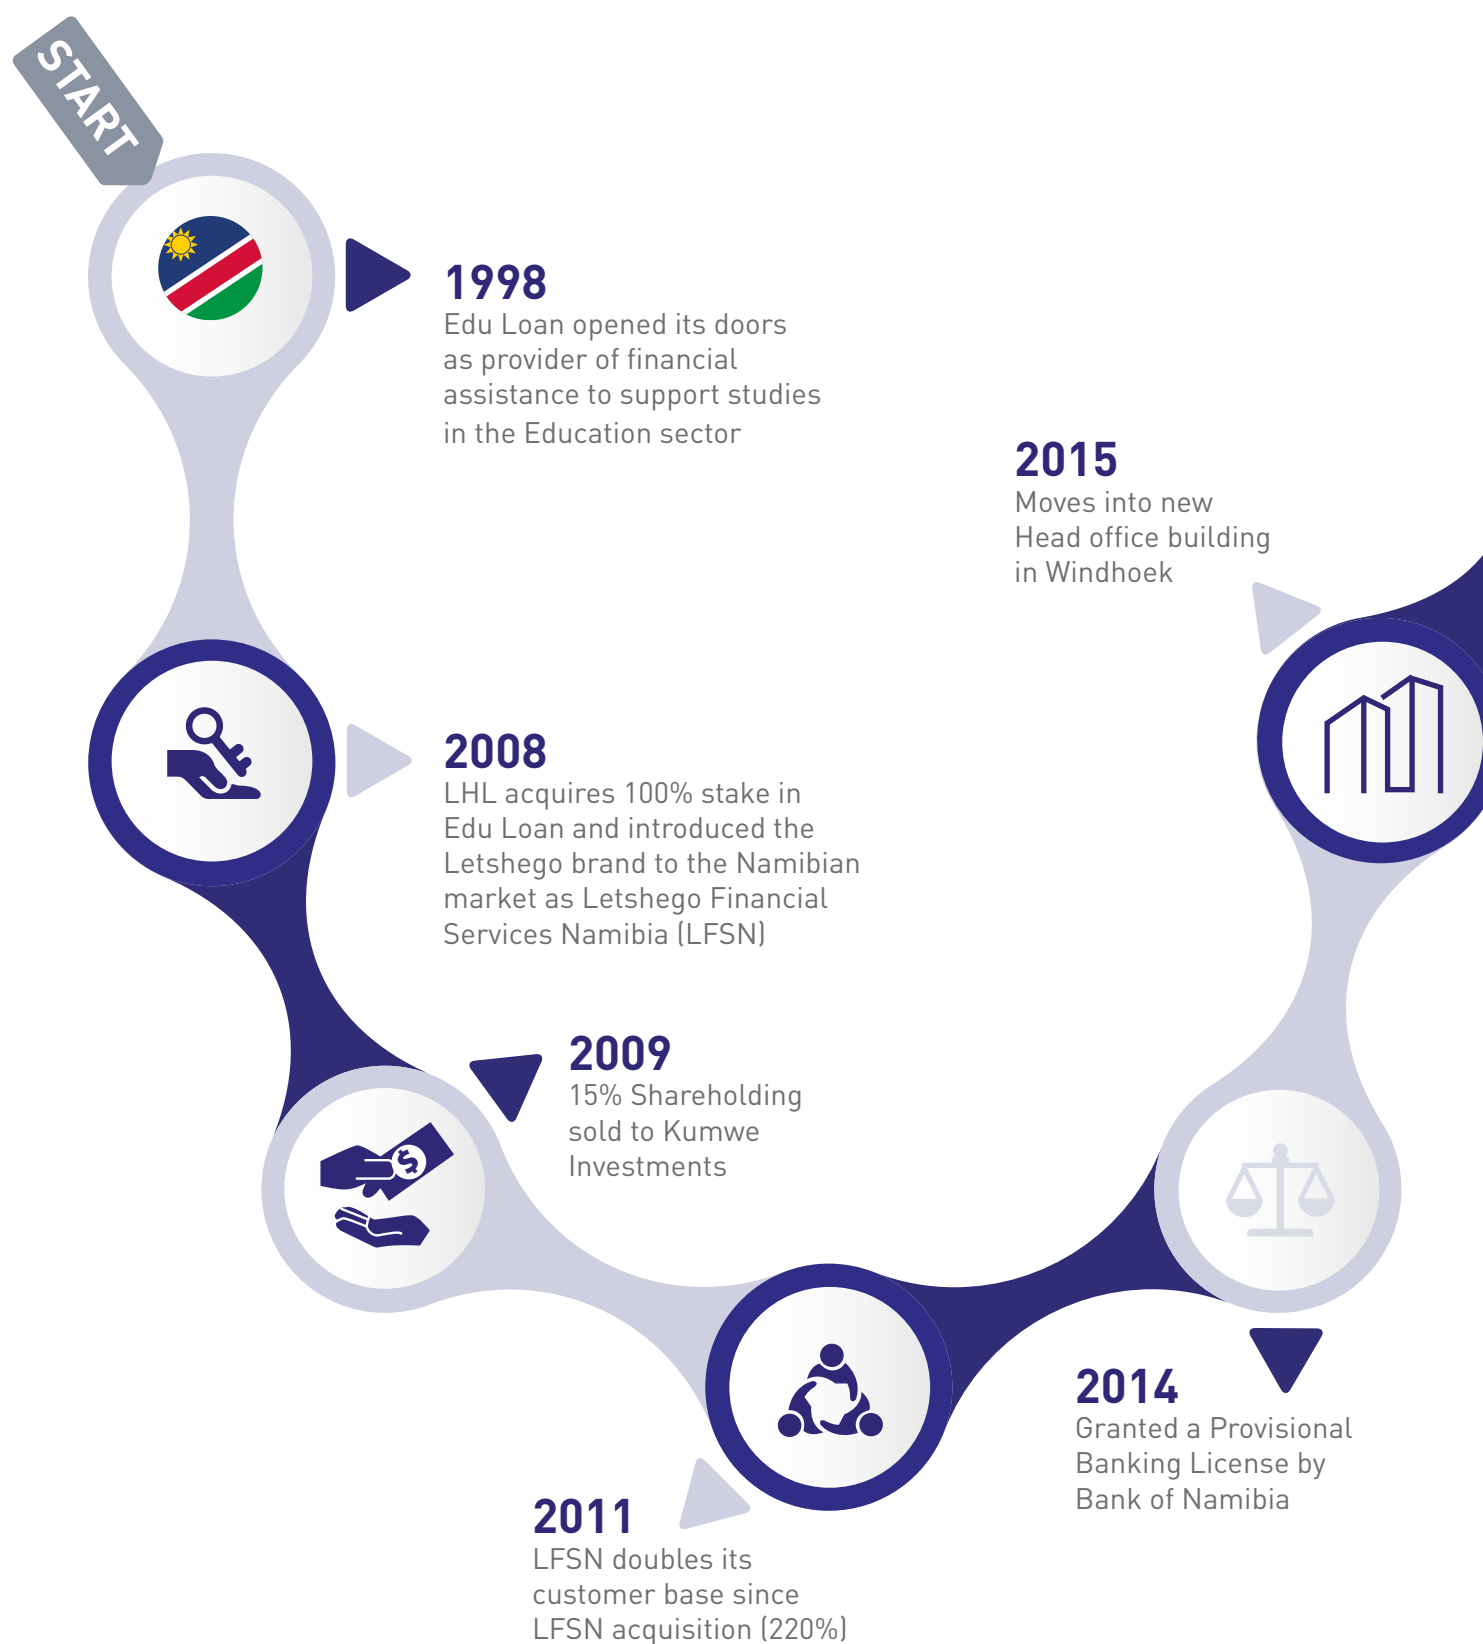 START
1998
Edu Loan opened its doors
as provider of financial
assistance to support studies
in the Education sector
2008
LHL acquires 100% stake in
Edu Loan and introduced the
Letshego brand to the Namibian
market as Letshego Financial
Services Namibia (LFSN)
2009
15% Shareholding
sold to Kumwe
Investments
2011
LFSN doubles its
customer base since
LFSN acquisition (220%)
2014
Granted a Provisional
Banking License by
Bank of Namibia
2015
Moves into new
Head office building
in Windhoek
$